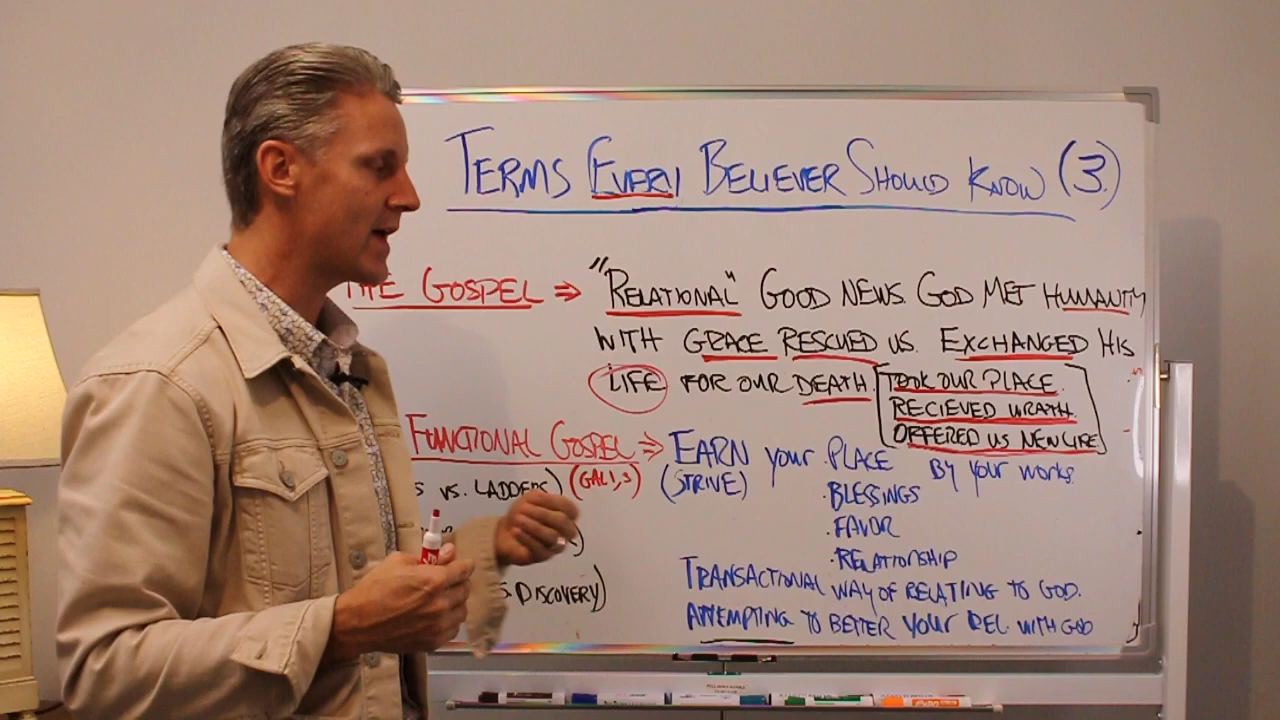 TERMS EVERY BELIEVER SHOULD KNOW (3.)
THE GOSPEL ⇒ "RELATIONAL" GOOD NEWS. GOD MET HUMANITY
WITH GRACE RESCUED US. EXCHANGED HIS
LIFE FOR OUR DEATH. TOOK OUR PLACE.
RECIEVED WRATH.
OFFERED US NEW LIFE
FUNCTIONAL GOSPEL ⇒ EARN your · PLACE BY your works.
S VS. LADDERS) (GAL 1, 3) (STRIVE)
· BLESSINGS
· FAVOR
· RELATIONSHIP
S. DISCOVERY)
TRANSACTIONAL WAY OF RELATING TO GOD.
ATTEMPTING TO BETTER YOUR REL. WITH GOD
EXPO